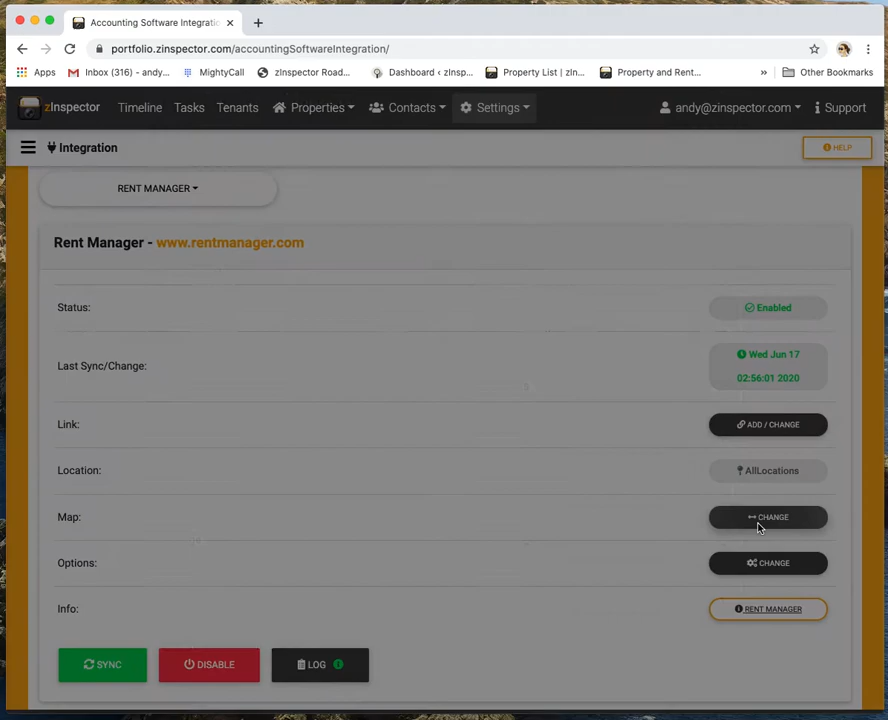 Accounting Software Integratio
portfolio.zinspector.com/accountingSoftwareIntegration/
Apps Inbox (316) - andy... MightyCall zInspector Road... Dashboard ‹ zInsp... Property List | zIn... Property and Rent... » Other Bookmarks
zInspector Timeline Tasks Tenants Properties Contacts Settings andy@zinspector.com Support
Integration HELP
RENT MANAGER
Rent Manager - www.rentmanager.com
Status: Enabled
Last Sync/Change: Wed Jun 17
02:56:01 2020
Link: ADD / CHANGE
Location: AllLocations
Map: CHANGE
Options: CHANGE
Info: RENT MANAGER
SYNC DISABLE LOG